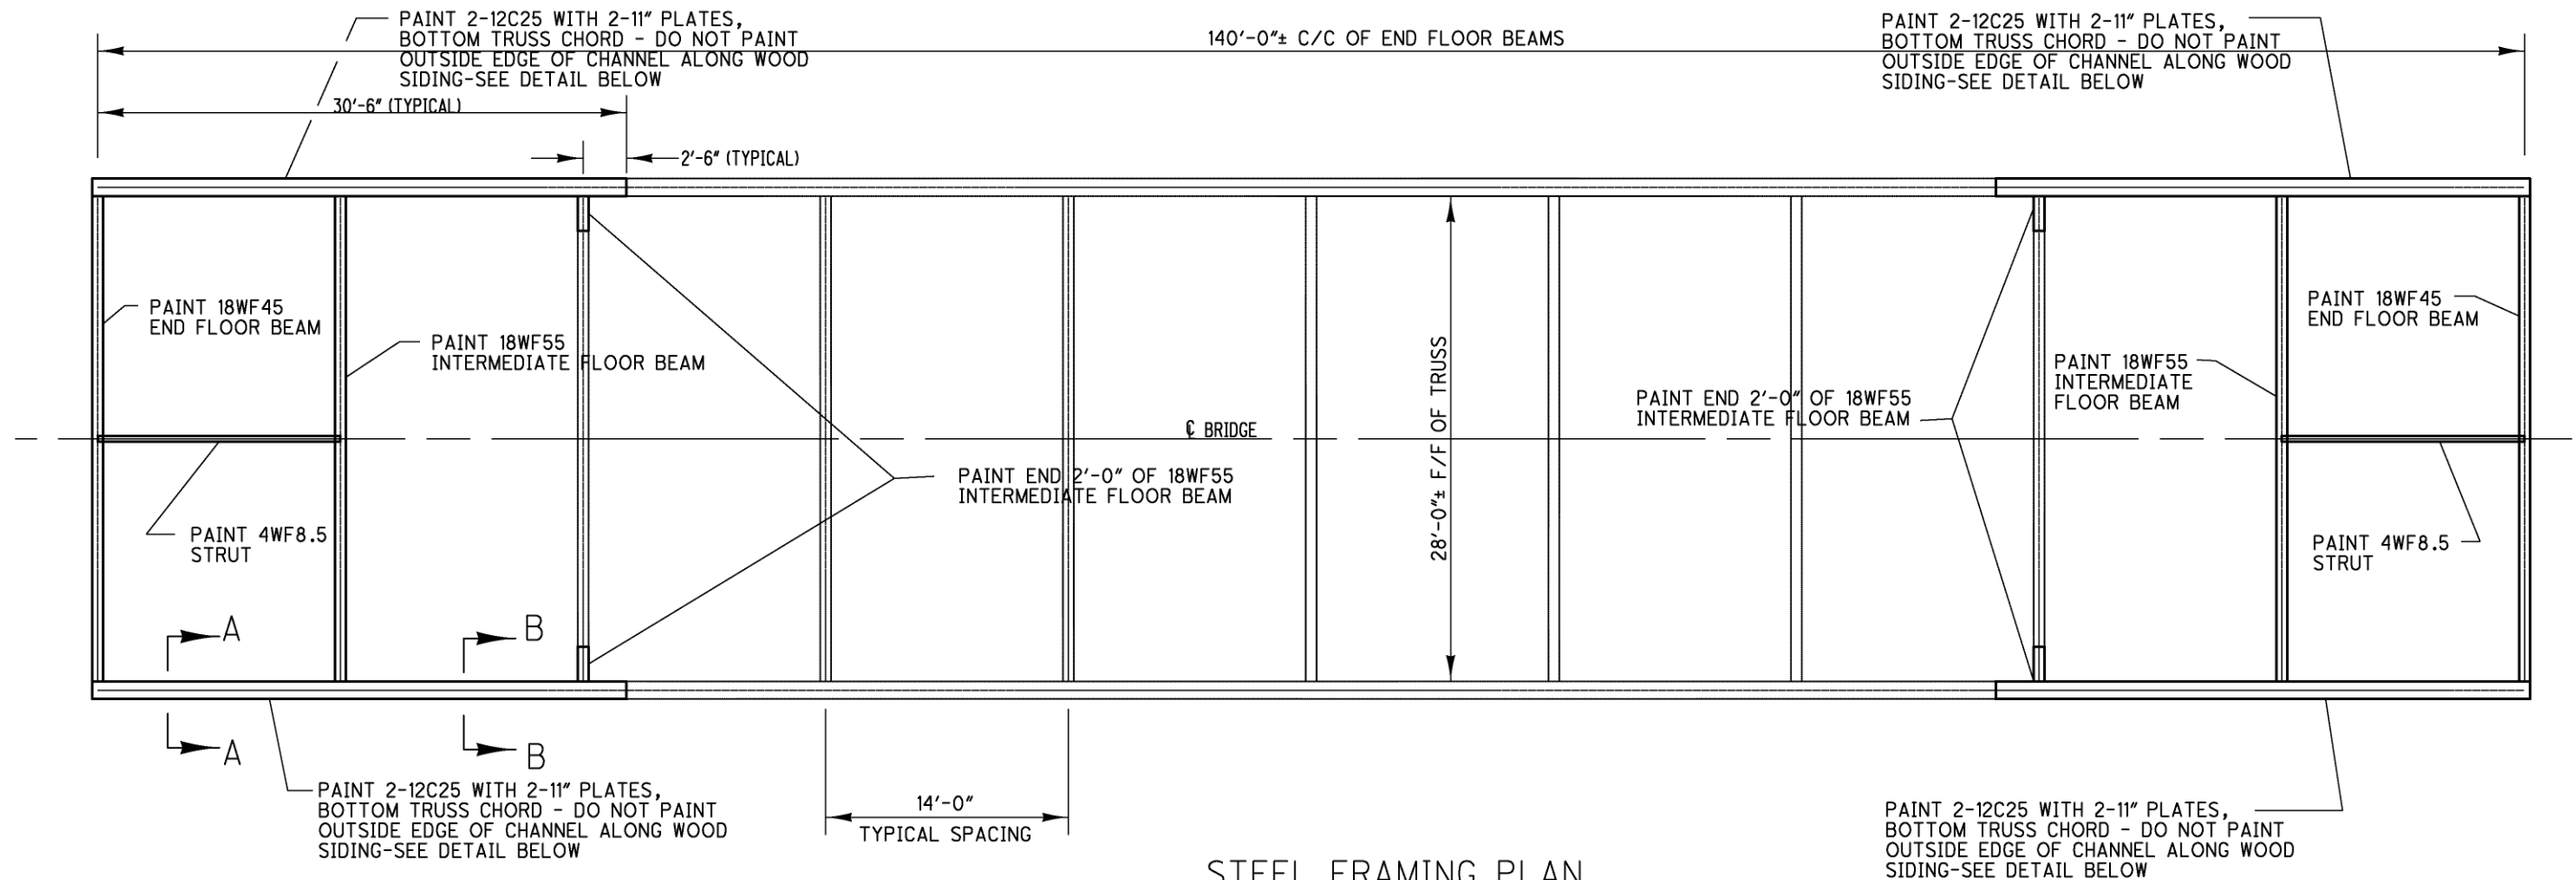 PAINT 2-12C25 WITH 2-11" PLATES,
BOTTOM TRUSS CHORD - DO NOT PAINT
OUTSIDE EDGE OF CHANNEL ALONG WOOD
SIDING-SEE DETAIL BELOW
140'-0"± C/C OF END FLOOR BEAMS
PAINT 2-12C25 WITH 2-11" PLATES,
BOTTOM TRUSS CHORD - DO NOT PAINT
OUTSIDE EDGE OF CHANNEL ALONG WOOD
SIDING-SEE DETAIL BELOW
30'-6" (TYPICAL)
2'-6" (TYPICAL)
PAINT 18WF45
END FLOOR BEAM
PAINT 18WF55
INTERMEDIATE FLOOR BEAM
28'-0"± F/F OF TRUSS
PAINT END 2'-0" OF 18WF55
INTERMEDIATE FLOOR BEAM
PAINT 18WF55
INTERMEDIATE
FLOOR BEAM
PAINT 18WF45
END FLOOR BEAM
℄ BRIDGE
PAINT END 2'-0" OF 18WF55
INTERMEDIATE FLOOR BEAM
PAINT 4WF8.5
STRUT
PAINT 4WF8.5
STRUT
A
B
A
B
PAINT 2-12C25 WITH 2-11" PLATES,
BOTTOM TRUSS CHORD - DO NOT PAINT
OUTSIDE EDGE OF CHANNEL ALONG WOOD
SIDING-SEE DETAIL BELOW
14'-0"
TYPICAL SPACING
PAINT 2-12C25 WITH 2-11" PLATES,
BOTTOM TRUSS CHORD - DO NOT PAINT
OUTSIDE EDGE OF CHANNEL ALONG WOOD
SIDING-SEE DETAIL BELOW
STEEL FRAMING PLAN